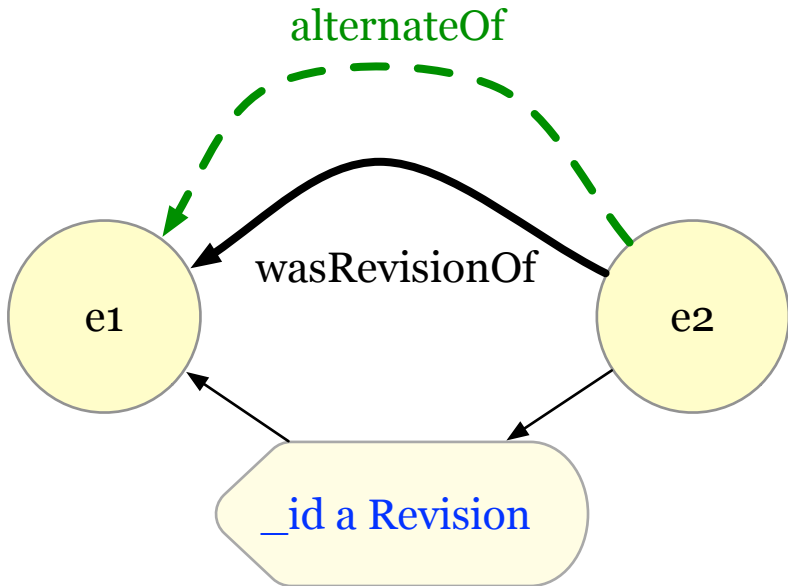 alternateOf
wasRevisionOf
e1
e2
_id a Revision